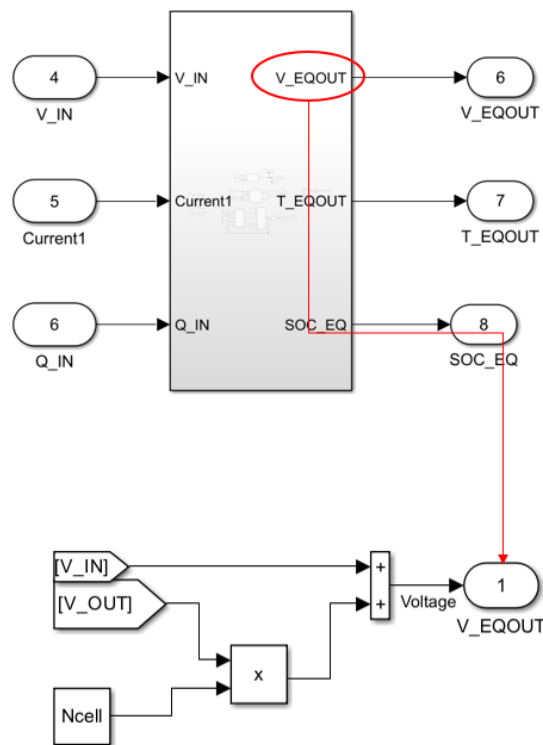 4
V_IN
V_EQOUT
6
V_IN
V_EQOUT
5
Current1
T_EQOUT
7
Current1
T_EQOUT
6
Q_IN
SOC_EQ
8
Q_IN
SOC_EQ
[V_IN]
+
[V_OUT]
+
Voltage
1
V_EQOUT
x
Ncell